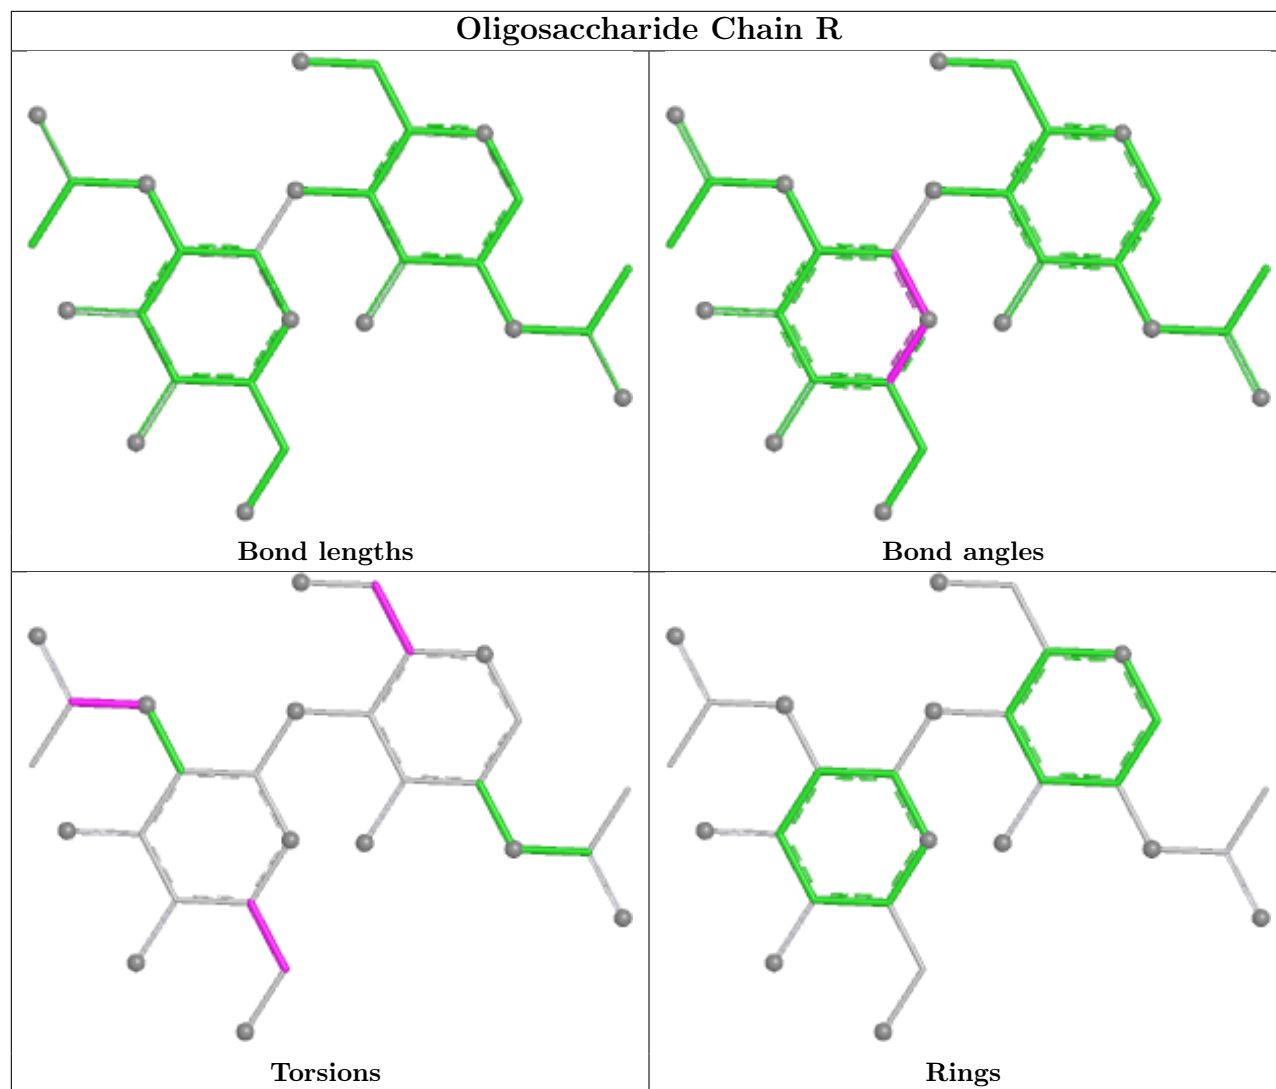 Oligosaccharide Chain R
Bond lengths
Bond angles
Torsions
Rings